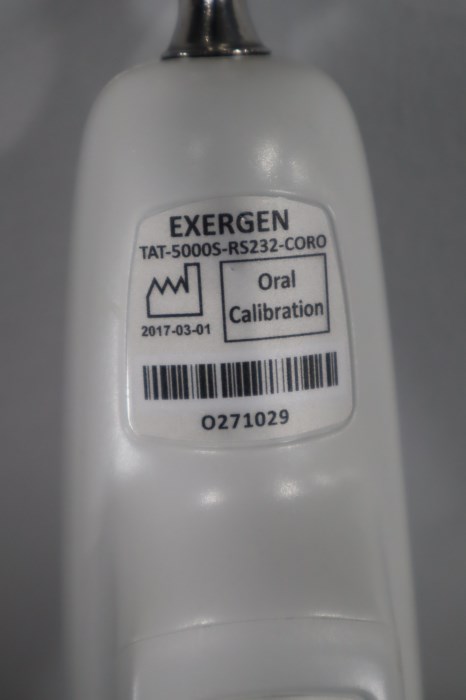 EXERGEN
TAT-5000S-RS232-CORO
Oral
Calibration
2017-03-01
O271029